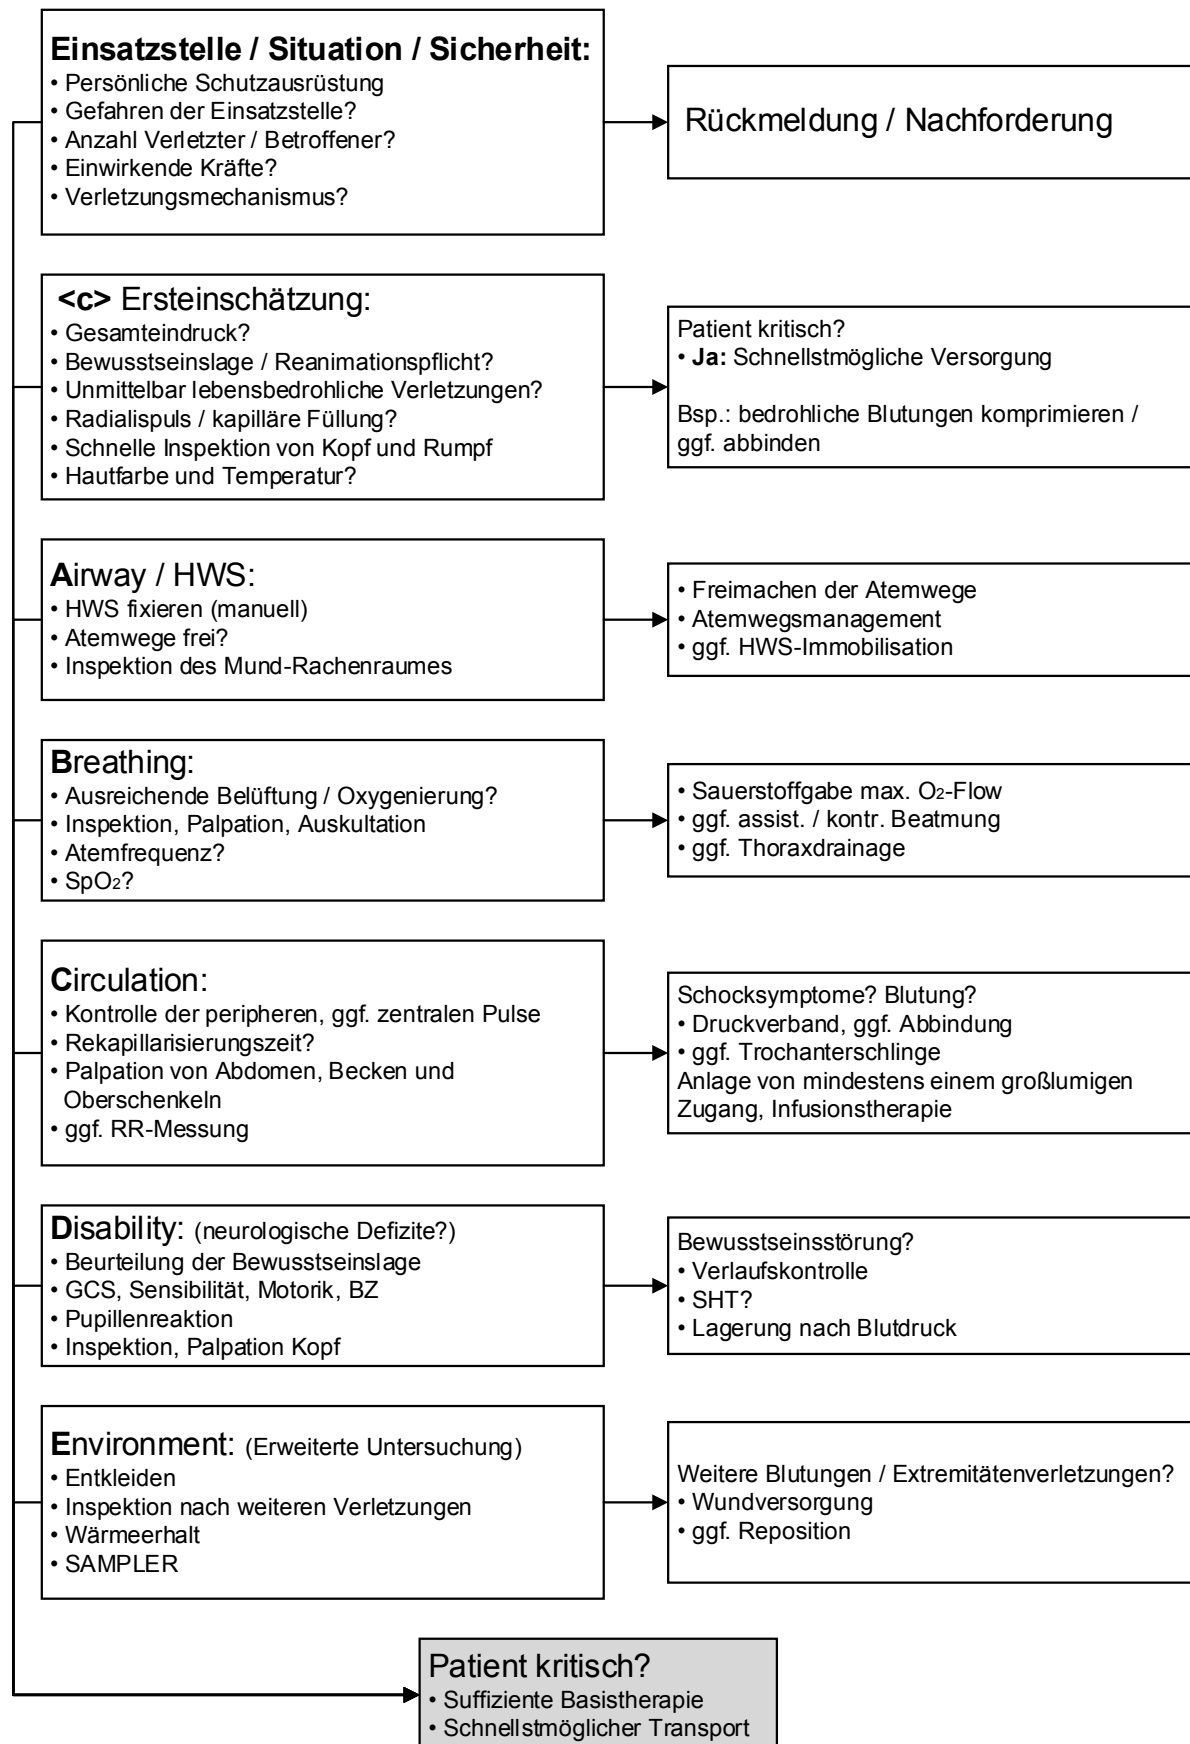 Einsatzstelle / Situation / Sicherheit:
• Persönliche Schutzausrüstung
• Gefahren der Einsatzstelle?
• Anzahl Verletzter / Betroffener?
• Einwirkende Kräfte?
• Verletzungsmechanismus?
Rückmeldung / Nachforderung
<c> Ersteinschätzung:
• Gesamteindruck?
• Bewusstseinslage / Reanimationspflicht?
• Unmittelbar lebensbedrohliche Verletzungen?
• Radialispuls / kapilläre Füllung?
• Schnelle Inspektion von Kopf und Rumpf
• Hautfarbe und Temperatur?
Patient kritisch?
• Ja: Schnellstmögliche Versorgung
Bsp.: bedrohliche Blutungen komprimieren /
ggf. abbinden
Airway / HWS:
• HWS fixieren (manuell)
• Atemwege frei?
• Inspektion des Mund-Rachenraumes
• Freimachen der Atemwege
• Atemwegsmanagement
• ggf. HWS-Immobilisation
Breathing:
• Ausreichende Belüftung / Oxygenierung?
• Inspektion, Palpation, Auskultation
• Atemfrequenz?
• SpO2?
• Sauerstoffgabe max. O2-Flow
• ggf. assist. / kontr. Beatmung
• ggf. Thoraxdrainage
Circulation:
• Kontrolle der peripheren, ggf. zentralen Pulse
• Rekapillarisierungszeit?
• Palpation von Abdomen, Becken und
Oberschenkeln
• ggf. RR-Messung
Schocksymptome? Blutung?
• Druckverband, ggf. Abbindung
• ggf. Trochanterschlinge
Anlage von mindestens einem großlumigen
Zugang, Infusionstherapie
Disability: (neurologische Defizite?)
• Beurteilung der Bewusstseinslage
• GCS, Sensibilität, Motorik, BZ
• Pupillenreaktion
• Inspektion, Palpation Kopf
Bewusstseinsstörung?
• Verlaufskontrolle
• SHT?
• Lagerung nach Blutdruck
Environment: (Erweiterte Untersuchung)
• Entkleiden
• Inspektion nach weiteren Verletzungen
• Wärmeerhalt
• SAMPLER
Weitere Blutungen / Extremitätenverletzungen?
• Wundversorgung
• ggf. Reposition
Patient kritisch?
• Suffiziente Basistherapie
• Schnellstmöglicher Transport